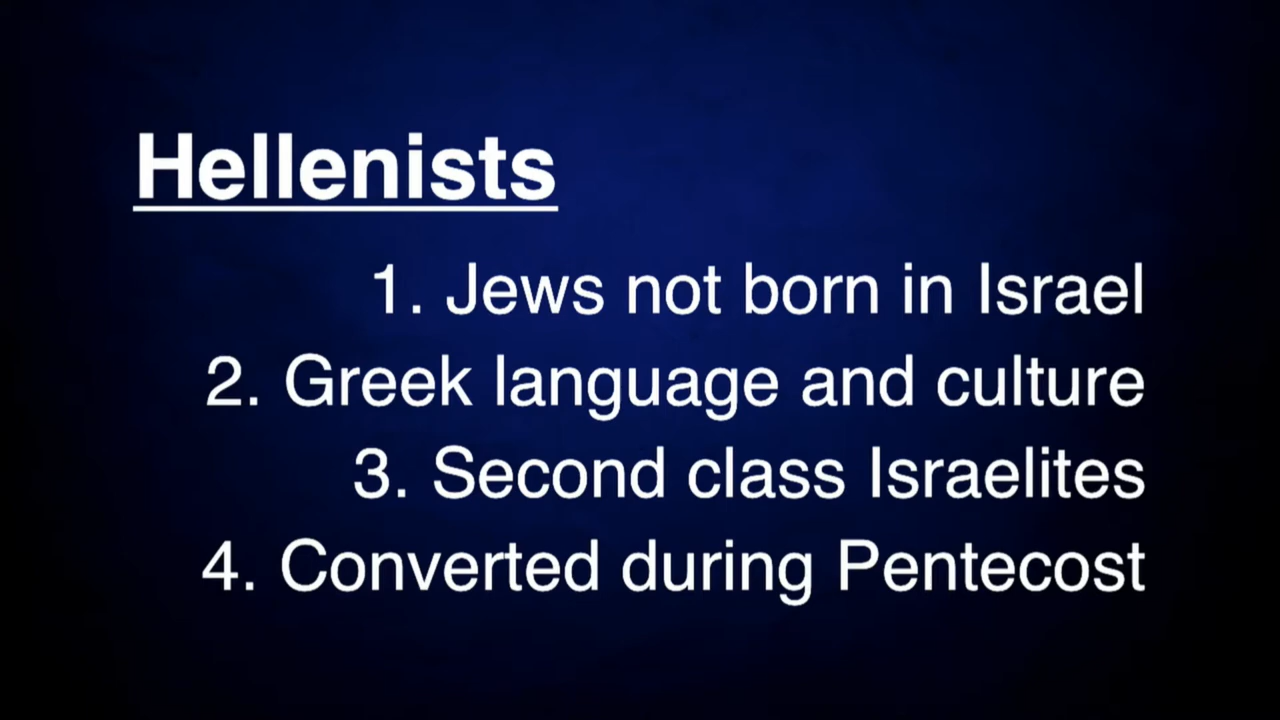 Hellenists
1. Jews not born in Israel
2. Greek language and culture
3. Second class Israelites
4. Converted during Pentecost